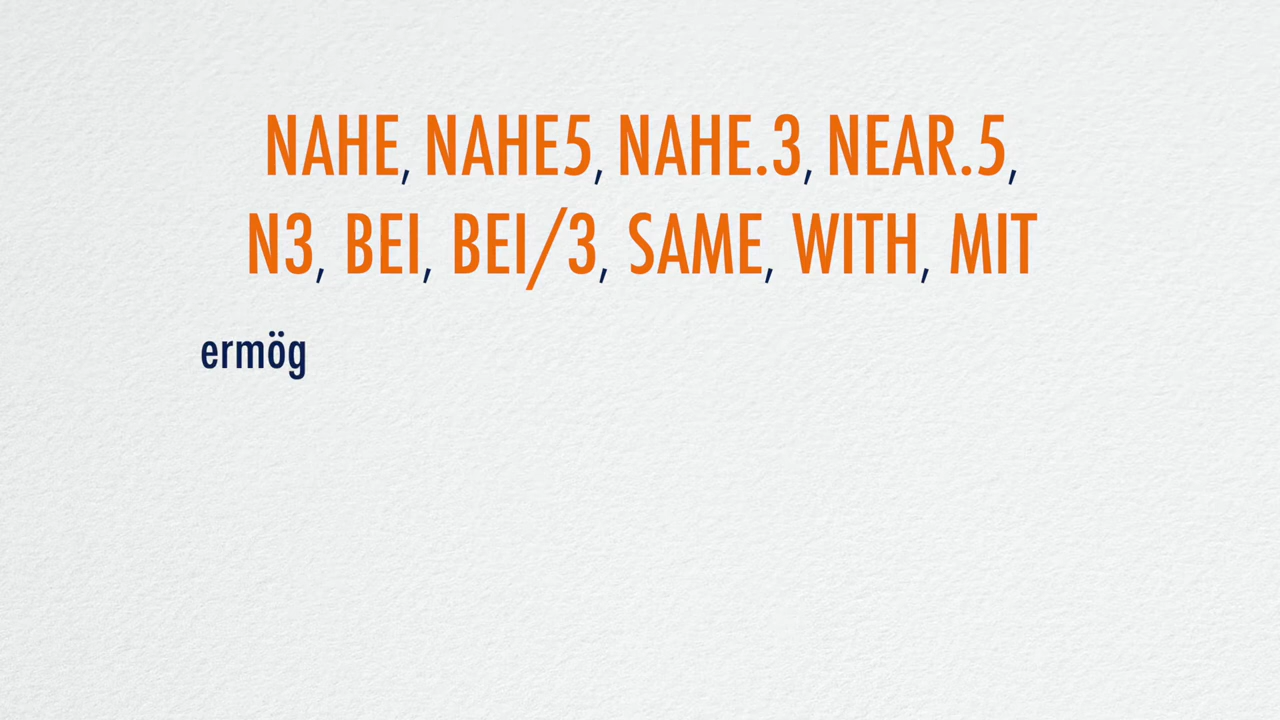 NAHE, NAHE5, NAHE.3, NEAR.5,
N3, BEI, BEI/3, SAME, WITH, MIT
ermög